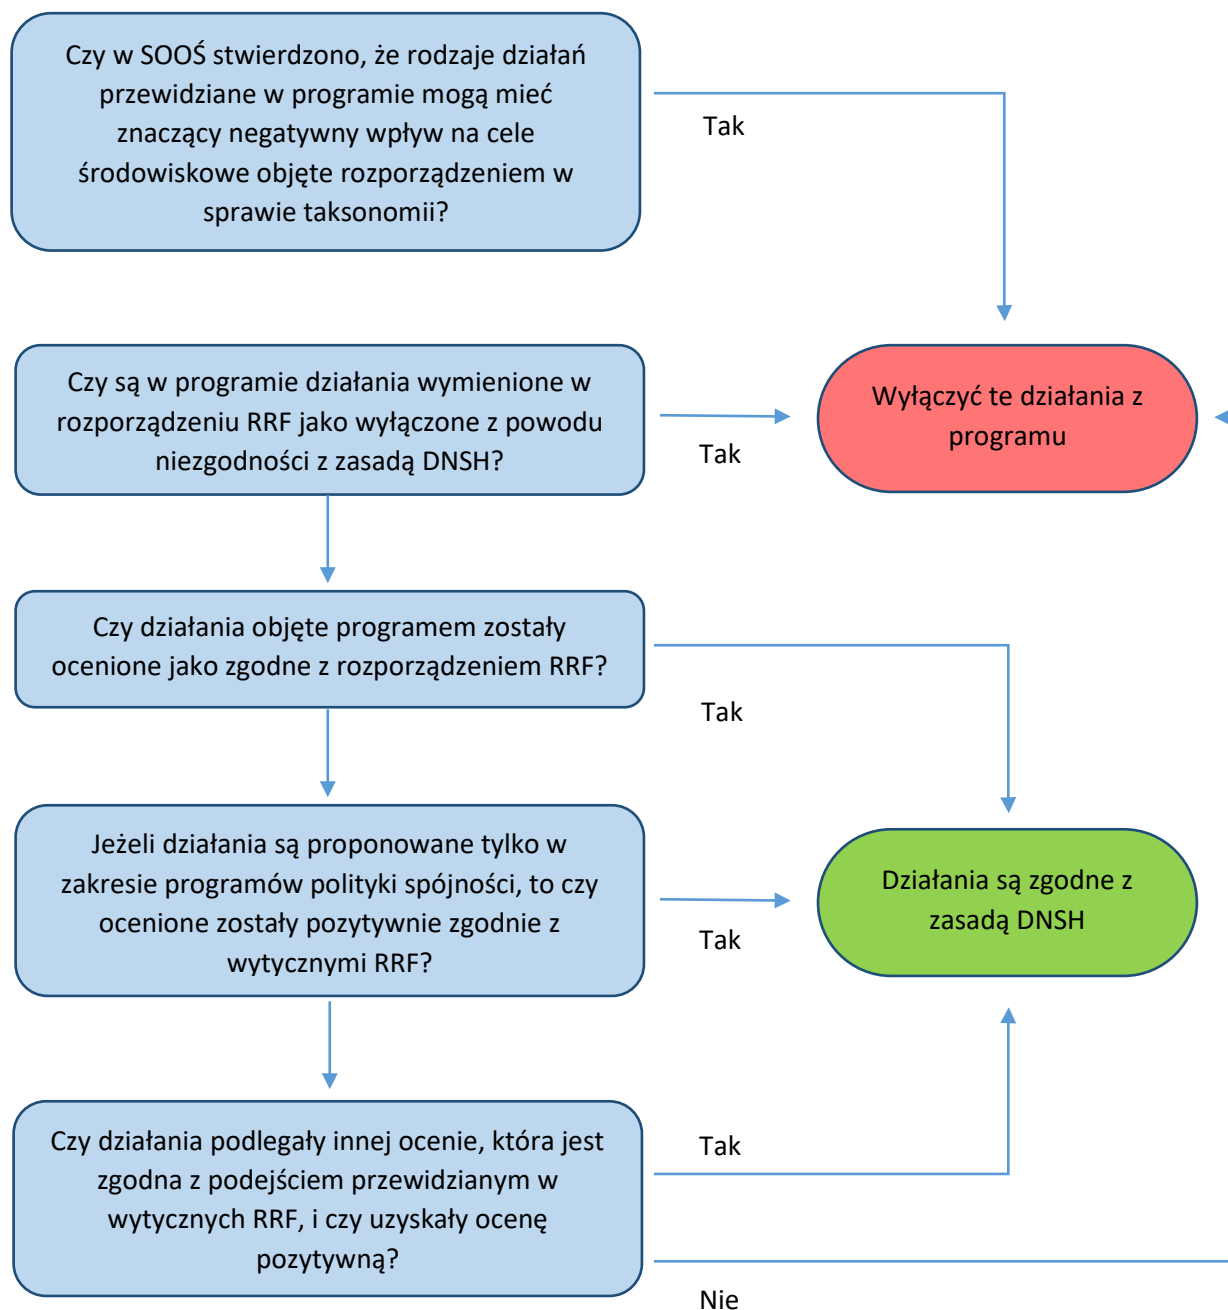 Czy w SOOŚ stwierdzono, że rodzaje działań
przewidziane w programie mogą mieć
znaczący negatywny wpływ na cele
środowiskowe objęte rozporządzeniem w
sprawie taksonomii?
Tak
Czy są w programie działania wymienione w
rozporządzeniu RRF jako wyłączone z powodu
niezgodności z zasadą DNSH?
Tak
Wyłączyć te działania z
programu
Czy działania objęte programem zostały
ocenione jako zgodne z rozporządzeniem RRF?
Tak
Jeżeli działania są proponowane tylko w
zakresie programów polityki spójności, to czy
ocenione zostały pozytywnie zgodnie z
wytycznymi RRF?
Tak
Działania są zgodne z
zasadą DNSH
Czy działania podlegały innej ocenie, która jest
zgodna z podejściem przewidzianym w
wytycznych RRF, i czy uzyskały ocenę
pozytywną?
Tak
Nie